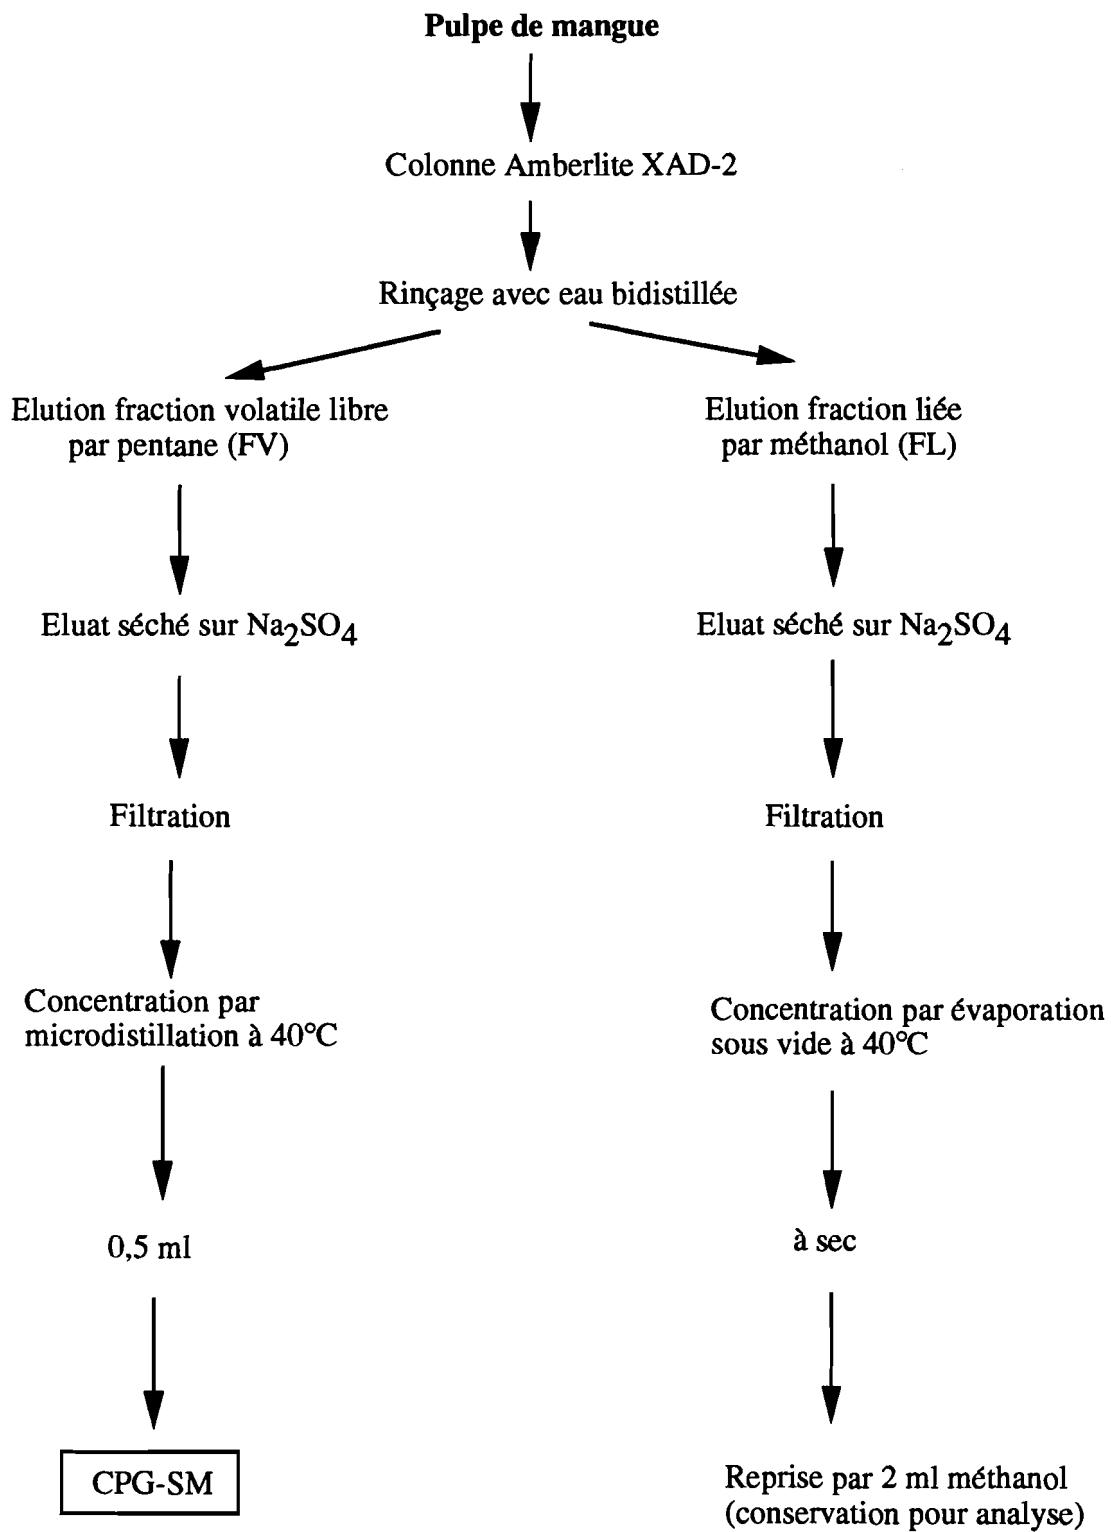 Pulpe de mangue
Colonne Amberlite XAD-2
Rinçage avec eau bidistillée
Elution fraction volatile libre
par pentane (FV)
Elution fraction liée
par méthanol (FL)
Eluat séché sur Na2SO4
Eluat séché sur Na2SO4
Filtration
Filtration
Concentration par
microdistillation à 40°C
Concentration par évaporation
sous vide à 40°C
0,5 ml
à sec
CPG-SM
Reprise par 2 ml méthanol
(conservation pour analyse)